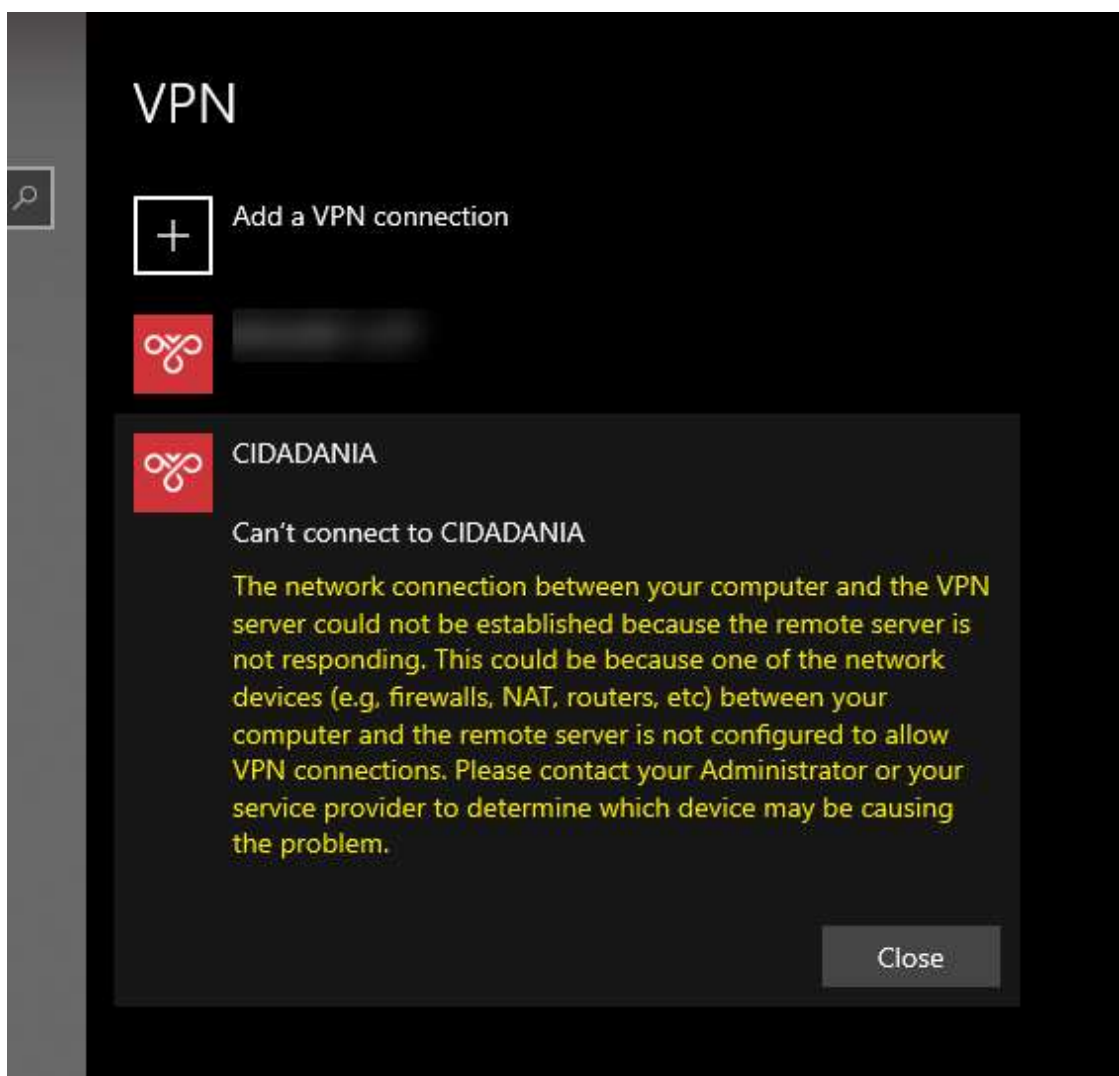 VPN
Add a VPN connection
CIDADANIA
Can't connect to CIDADANIA
The network connection between your computer and the VPN
server could not be established because the remote server is
not responding. This could be because one of the network
devices (e.g, firewalls, NAT, routers, etc) between your
computer and the remote server is not configured to allow
VPN connections. Please contact your Administrator or your
service provider to determine which device may be causing
the problem.
Close